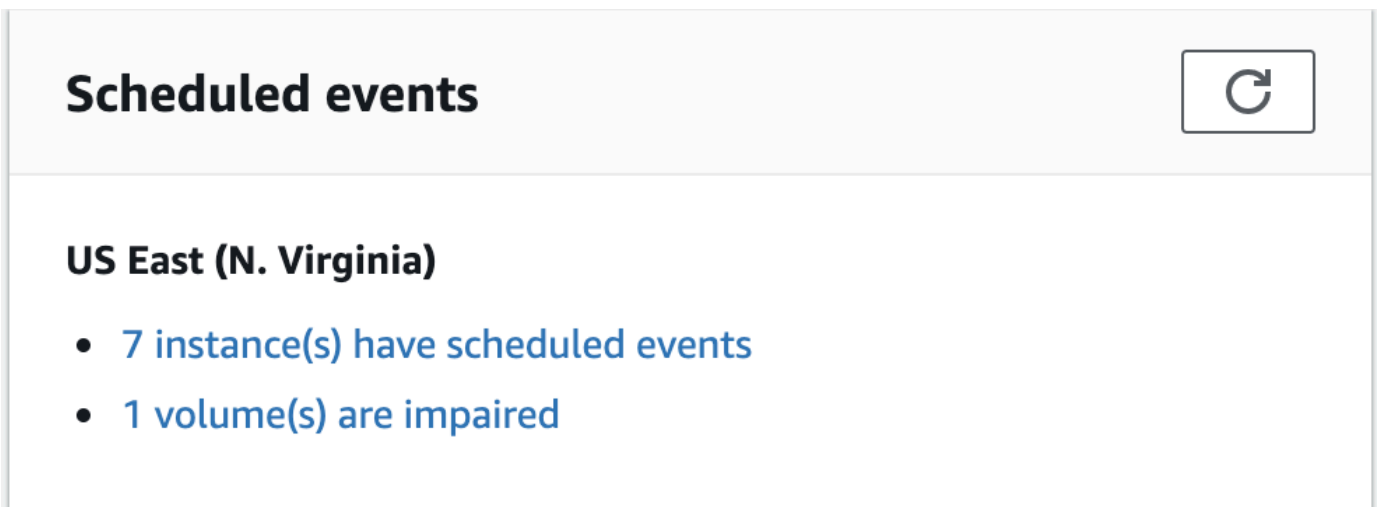 Scheduled events
US East (N. Virginia)
7 instance(s) have scheduled events
1 volume(s) are impaired